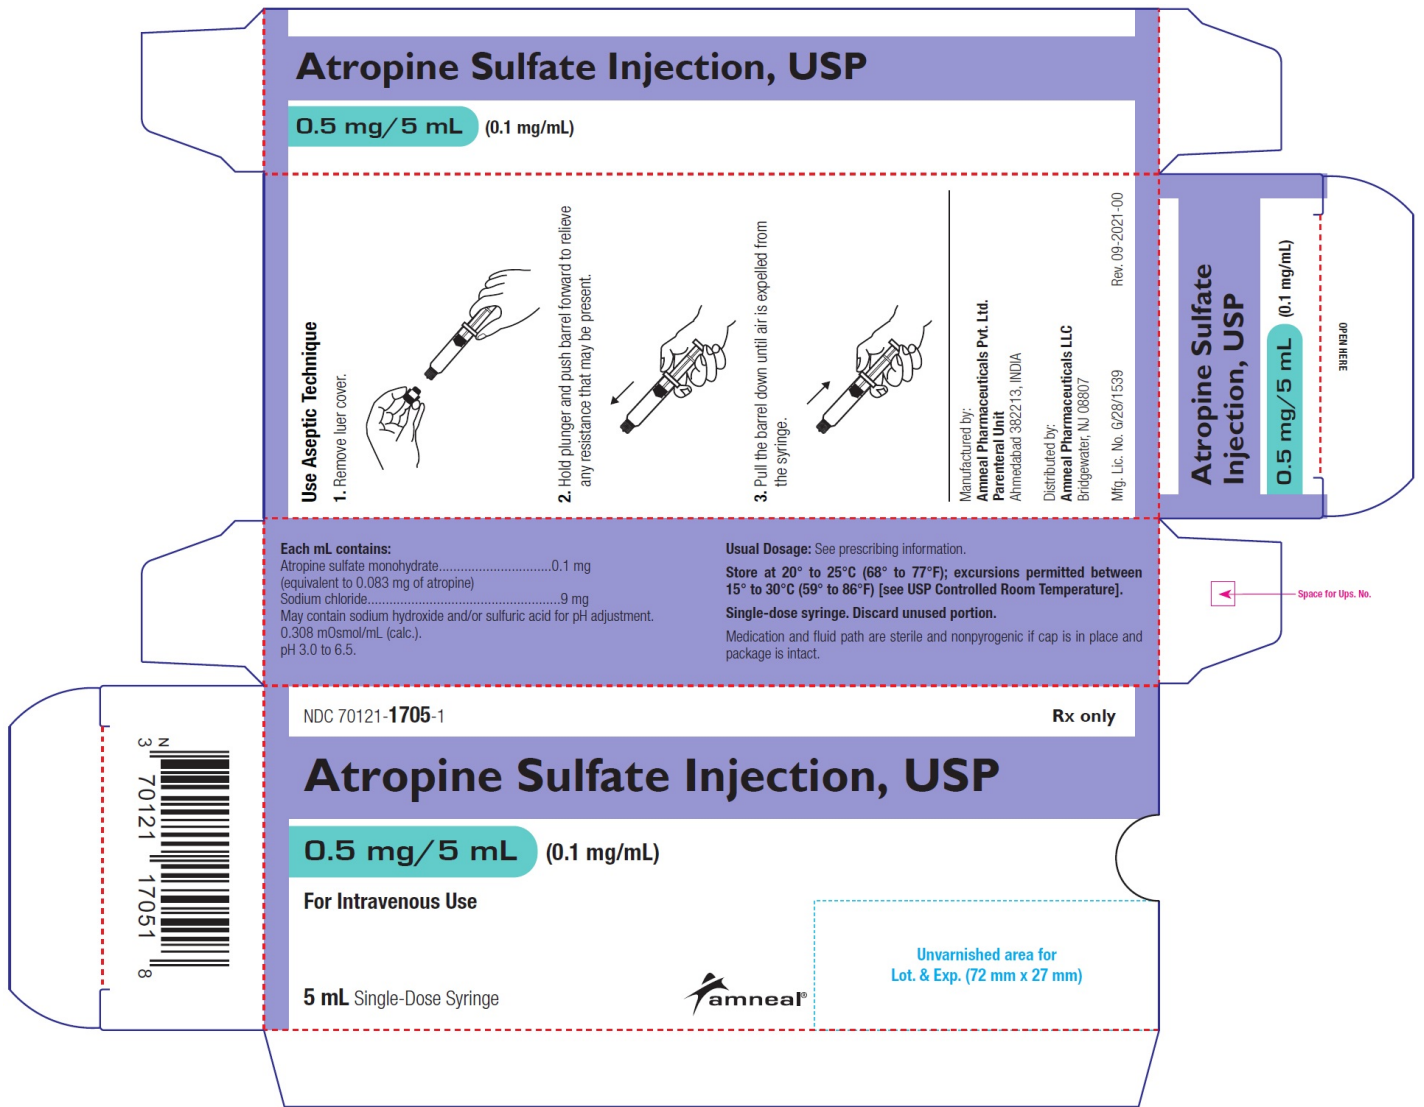 Atropine Sulfate Injection, USP
0.5 mg/5 mL (0.1 mg/mL)
Use Aseptic Technique
1. Remove luer cover.
2. Hold plunger and push barrel forward to relieve
any resistance that may be present.
3. Pull the barrel down until air is expelled from
the syringe.
Manufactured by:
Amneal Pharmaceuticals Pvt. Ltd.
Parenteral Unit
Ahmedabad 382213, INDIA
Distributed by:
Amneal Pharmaceuticals LLC
Bridgewater, NJ 08807
Mfg. Lic. No. G/28/1539 Rev. 09-2021-00
Atropine Sulfate
Injection, USP
0.5 mg/5 mL (0.1 mg/mL)
OPEN HERE
Each mL contains:
Atropine sulfate monohydrate...............................0.1 mg
(equivalent to 0.083 mg of atropine)
Sodium chloride.....................................................9 mg
May contain sodium hydroxide and/or sulfuric acid for pH adjustment.
0.308 mOsmol/mL (calc.).
pH 3.0 to 6.5.
Usual Dosage: See prescribing information.
Store at 20° to 25°C (68° to 77°F); excursions permitted between
15° to 30°C (59° to 86°F) [see USP Controlled Room Temperature].
Single-dose syringe. Discard unused portion.
Medication and fluid path are sterile and nonpyrogenic if cap is in place and
package is intact.
Space for Ups. No.
N
3 70121 17051 8
NDC 70121-1705-1 Rx only
Atropine Sulfate Injection, USP
0.5 mg/5 mL (0.1 mg/mL)
For Intravenous Use
5 mL Single-Dose Syringe
amneal®
Unvarnished area for
Lot. & Exp. (72 mm x 27 mm)